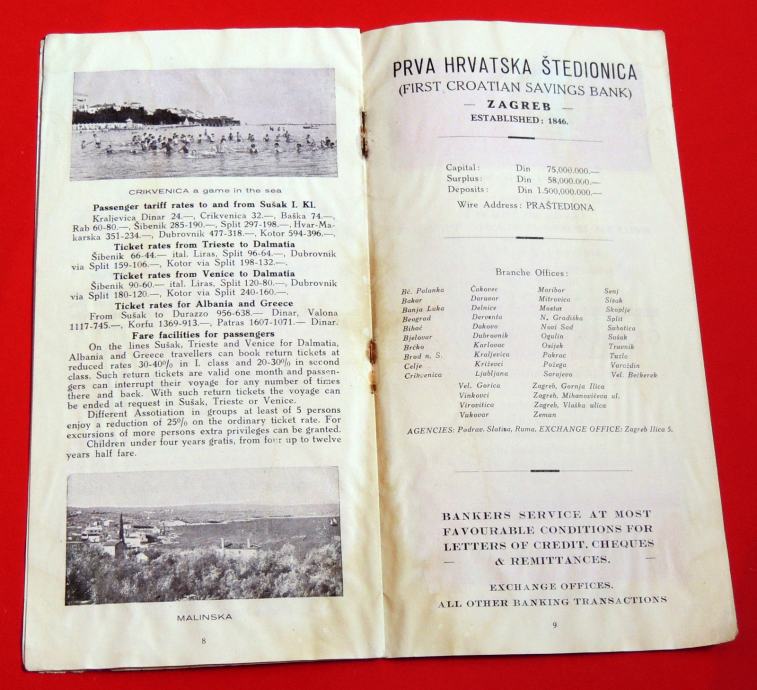 CRIKVENICA a game in the sea
Passenger tariff rates to and from Sušak I. Kl.
Kraljevica Dinar 24.—, Crikvenica 32.—, Baška 74.—,
Rab 60-80.—, Šibenik 285-190.—, Split 297-198.—, Hvar-Ma-
karska 351-234.—, Dubrovnik 477-318.—, Kotor 594-396.—.
Ticket rates from Trieste to Dalmatia
Šibenik 66-44.— ital. Liras, Split 96-64.—, Dubrovnik
via Split 159-106.—, Kotor via Split 198-132.—.
Ticket rates from Venice to Dalmatia
Šibenik 90-60.— ital. Liras, Split 120-80.—, Dubrovnik
via Split 180-120.—, Kotor via Split 240-160.—.
Ticket rates for Albania and Greece
From Sušak to Durazzo 956-638.— Dinar, Valona
1117-745.—, Korfu 1369-913.—, Patras 1607-1071.— Dinar.
Fare facilities for passengers
On the lines Sušak, Trieste and Venice for Dalmatia,
Albania and Greece travellers can book return tickets at
reduced rates 30-40% in I. class and 20-30% in second
class. Such return tickets are valid one month and passen-
gers can interrupt their voyage for any number of times
there and back. With such return tickets the voyage can
be ended at request in Sušak, Trieste or Venice.
Different Assotiation in groups at least of 5 persons
enjoy a reduction of 25% on the ordinary ticket rate. For
excursions of more persons extra privileges can be granted.
Children under four years gratis, from four up to twelve
years half fare.
MALINSKA
8
PRVA HRVATSKA ŠTEDIONICA
(FIRST CROATIAN SAVINGS BANK)
— ZAGREB —
ESTABLISHED: 1846.
Capital: Din 75,000.000.—
Surplus: Din 58,000.000.—
Deposits: Din 1.500,000.000.—
Wire Address: PRAŠTEDIONA
Branche Offices:
Bč. Palanka Čakovec Maribor Senj
Bakar Daruvar Mitrovica Sisak
Banja Luka Delnice Mostar Skoplje
Beograd Derventa N. Gradiška Split
Bihać Đakovo Novi Sad Subotica
Bjelovar Dubrovnik Ogulin Sušak
Brčko Karlovac Osijek Travnik
Brod n. S. Kraljevica Pakrac Tuzla
Celje Križevci Požega Varaždin
Crikvenica Ljubljana Sarajevo Vel. Bečkerek
Vel. Gorica Zagreb, Gornja Ilica
Vinkovci Zagreb, Mihanovićeva ul.
Virovitica Zagreb, Vlaška ulica
Vukovar Zemun
AGENCIES: Podrav. Slatina, Ruma. EXCHANGE OFFICE: Zagreb Ilica 5.
BANKERS SERVICE AT MOST
FAVOURABLE CONDITIONS FOR
LETTERS OF CREDIT, CHEQUES
— & REMITTANCES. —
EXCHANGE OFFICES.
ALL OTHER BANKING TRANSACTIONS
9